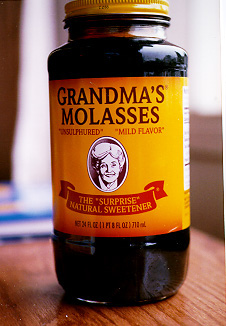 GRANDMA'S®
MOLASSES
"UNSULPHURED" "MILD FLAVOR"
THE "SURPRISE"
NATURAL SWEETENER
NET 24 FL OZ (1 PT 8 FL OZ) 710 mL